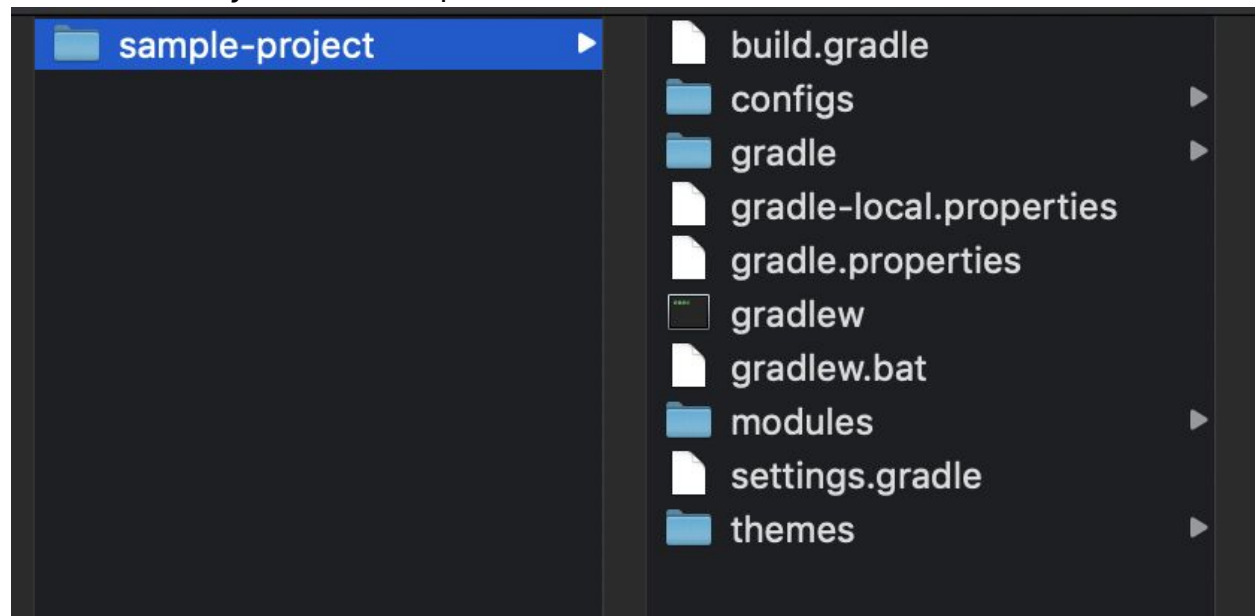 sample-project
build.gradle
configs
gradle
gradle-local.properties
gradle.properties
gradlew
gradlew.bat
modules
settings.gradle
themes